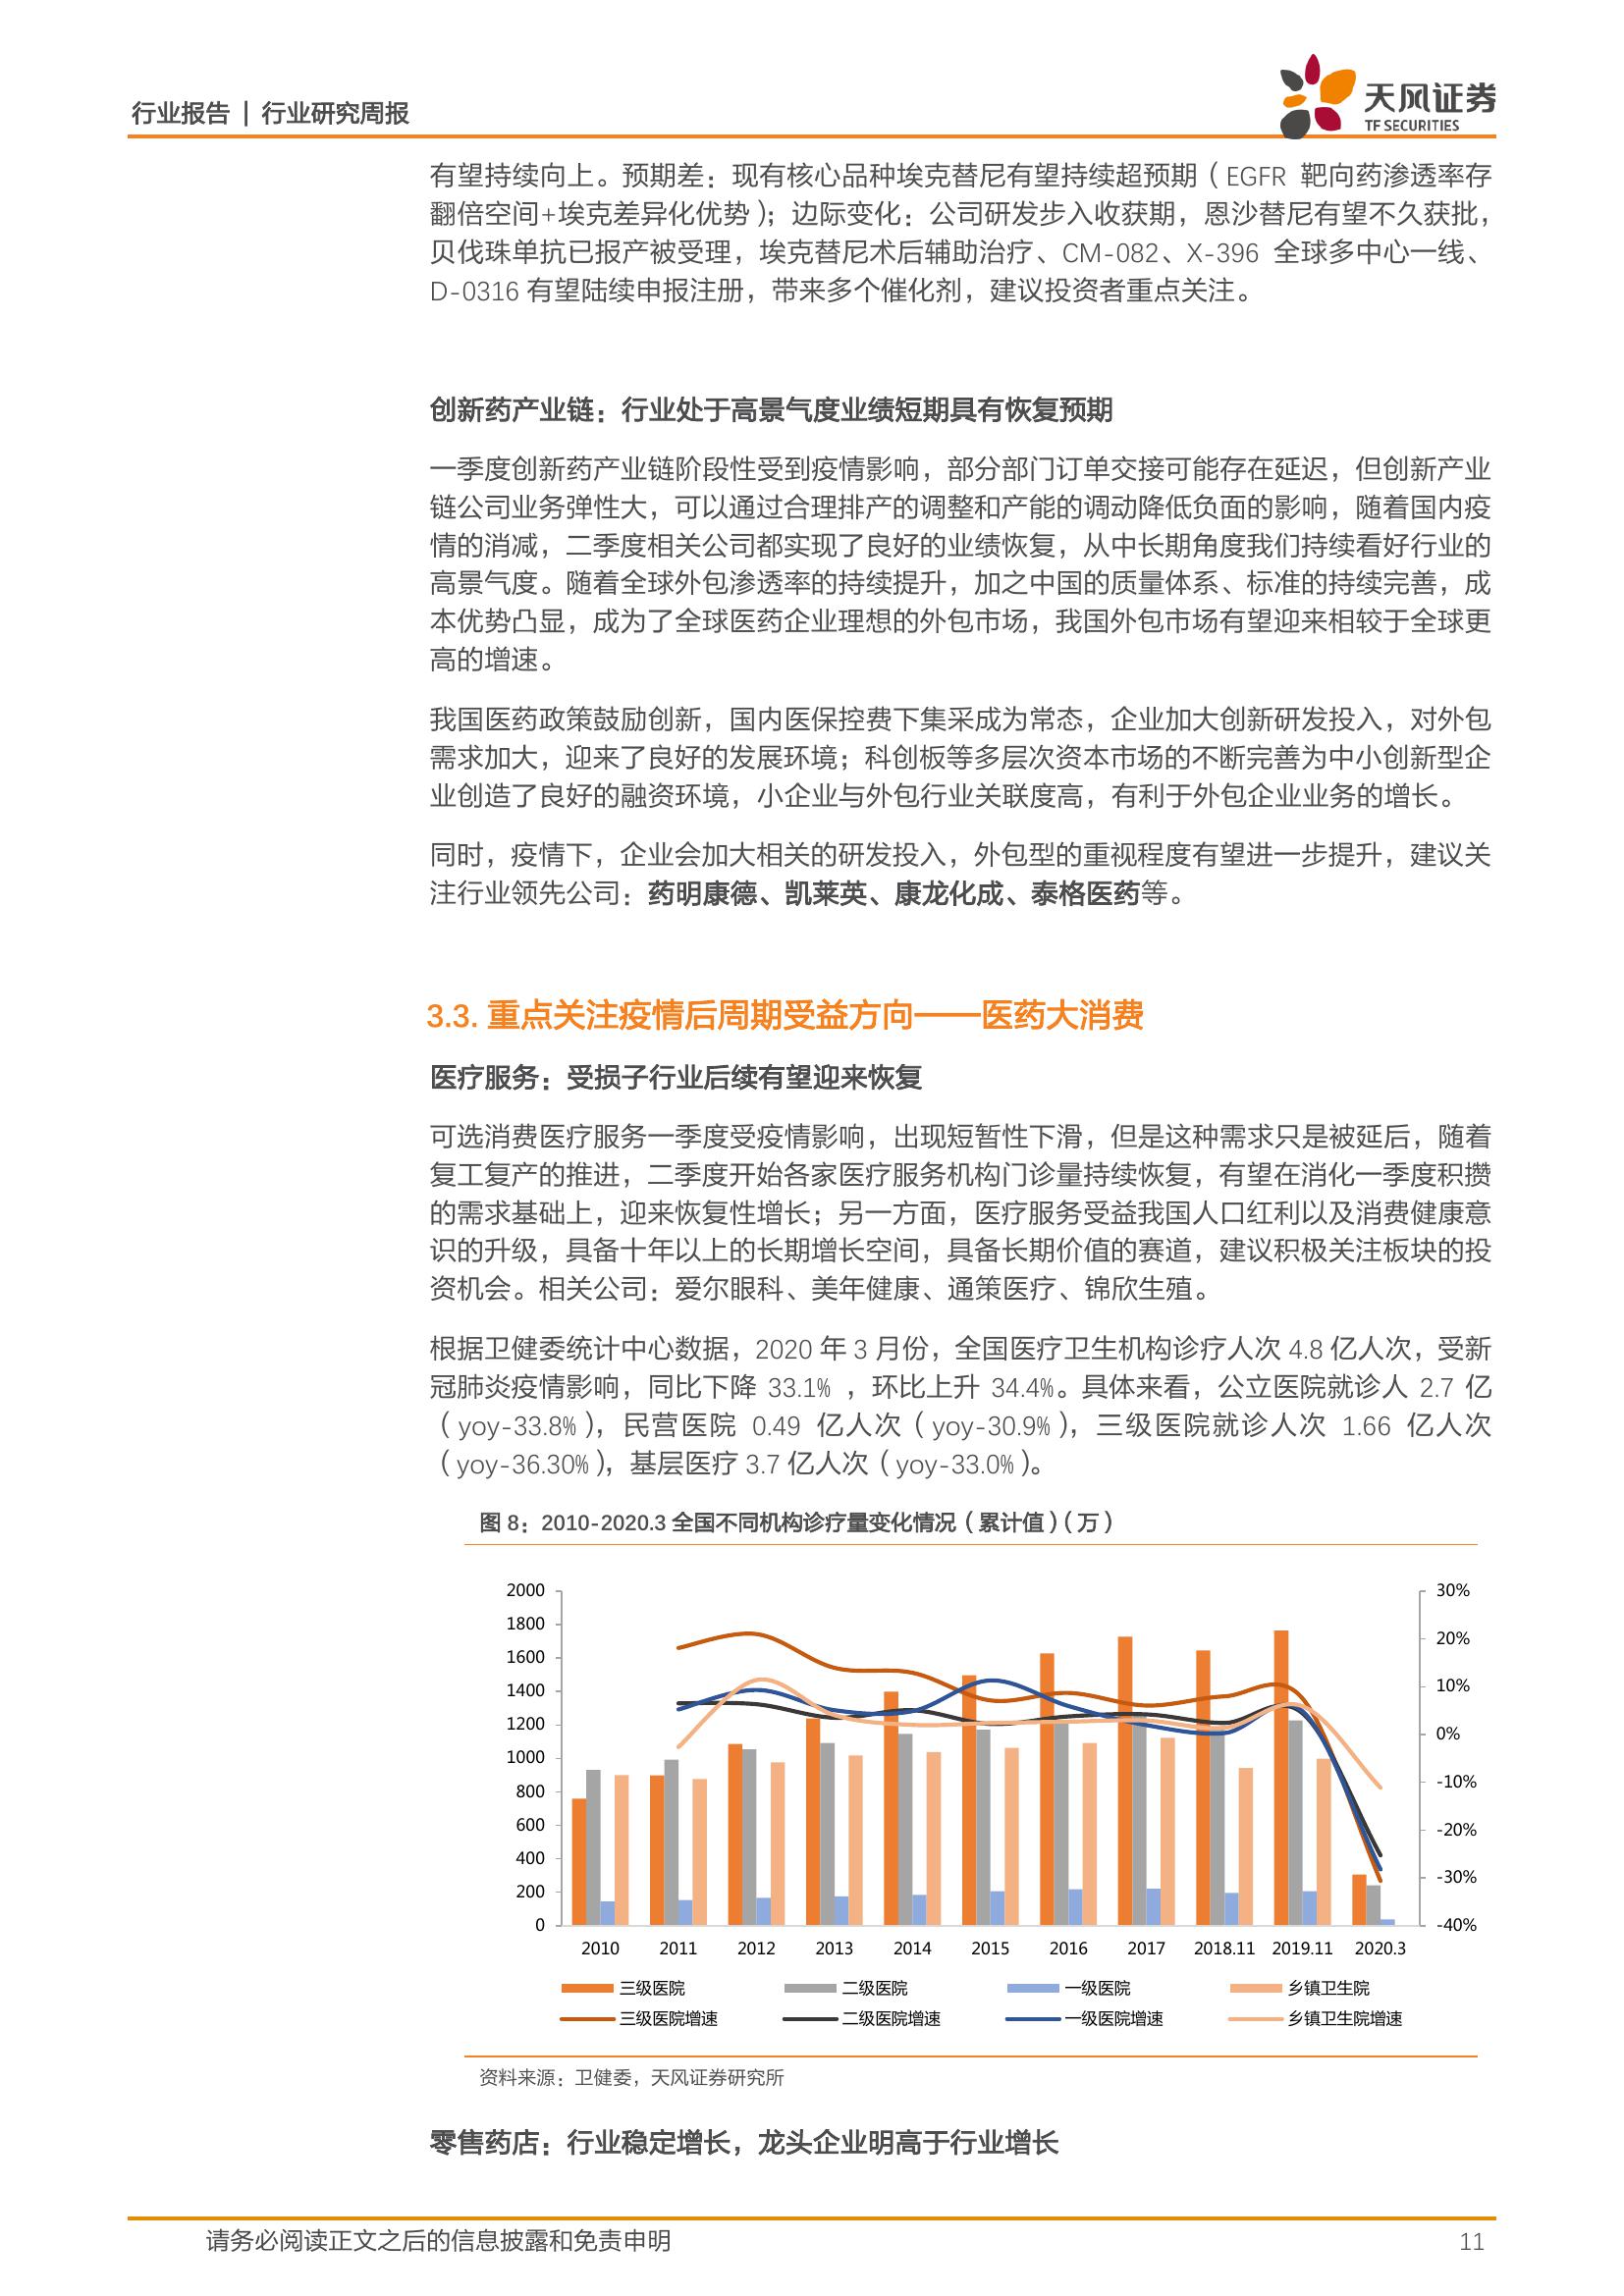 行业报告 | 行业研究周报
天风证券
TF SECURITIES
有望持续向上。预期差：现有核心品种埃克替尼有望持续超预期（EGFR 靶向药渗透率存
翻倍空间+埃克差异化优势）；边际变化：公司研发步入收获期，恩沙替尼有望不久获批，
贝伐珠单抗已报产被受理，埃克替尼术后辅助治疗、CM-082、X-396 全球多中心一线、
D-0316 有望陆续申报注册，带来多个催化剂，建议投资者重点关注。
创新药产业链：行业处于高景气度业绩短期具有恢复预期
一季度创新药产业链阶段性受到疫情影响，部分部门订单交接可能存在延迟，但创新产业
链公司业务弹性大，可以通过合理排产的调整和产能的调动降低负面的影响，随着国内疫
情的消减，二季度相关公司都实现了良好的业绩恢复，从中长期角度我们持续看好行业的
高景气度。随着全球外包渗透率的持续提升，加之中国的质量体系、标准的持续完善，成
本优势凸显，成为了全球医药企业理想的外包市场，我国外包市场有望迎来相较于全球更
高的增速。
我国医药政策鼓励创新，国内医保控费下集采成为常态，企业加大创新研发投入，对外包
需求加大，迎来了良好的发展环境；科创板等多层次资本市场的不断完善为中小创新型企
业创造了良好的融资环境，小企业与外包行业关联度高，有利于外包企业业务的增长。
同时，疫情下，企业会加大相关的研发投入，外包型的重视程度有望进一步提升，建议关
注行业领先公司：药明康德、凯莱英、康龙化成、泰格医药等。
3.3. 重点关注疫情后周期受益方向——医药大消费
医疗服务：受损子行业后续有望迎来恢复
可选消费医疗服务一季度受疫情影响，出现短暂性下滑，但是这种需求只是被延后，随着
复工复产的推进，二季度开始各家医疗服务机构门诊量持续恢复，有望在消化一季度积攒
的需求基础上，迎来恢复性增长；另一方面，医疗服务受益我国人口红利以及消费健康意
识的升级，具备十年以上的长期增长空间，具备长期价值的赛道，建议积极关注板块的投
资机会。相关公司：爱尔眼科、美年健康、通策医疗、锦欣生殖。
根据卫健委统计中心数据，2020 年 3 月份，全国医疗卫生机构诊疗人次 4.8 亿人次，受新
冠肺炎疫情影响，同比下降 33.1% ，环比上升 34.4%。具体来看，公立医院就诊人 2.7 亿
（yoy-33.8%），民营医院 0.49 亿人次（yoy-30.9%），三级医院就诊人次 1.66 亿人次
（yoy-36.30%），基层医疗 3.7 亿人次（yoy-33.0%）。
图 8：2010-2020.3 全国不同机构诊疗量变化情况（累计值）（万）
2000 30%
1800
1600 20%
1400 10%
1200 0%
1000
800 -10%
600 -20%
400
200 -30%
0 -40%
2010 2011 2012 2013 2014 2015 2016 2017 2018.11 2019.11 2020.3
三级医院 二级医院 一级医院 乡镇卫生院
三级医院增速 二级医院增速 一级医院增速 乡镇卫生院增速
资料来源：卫健委，天风证券研究所
零售药店：行业稳定增长，龙头企业明高于行业增长
请务必阅读正文之后的信息披露和免责申明 11